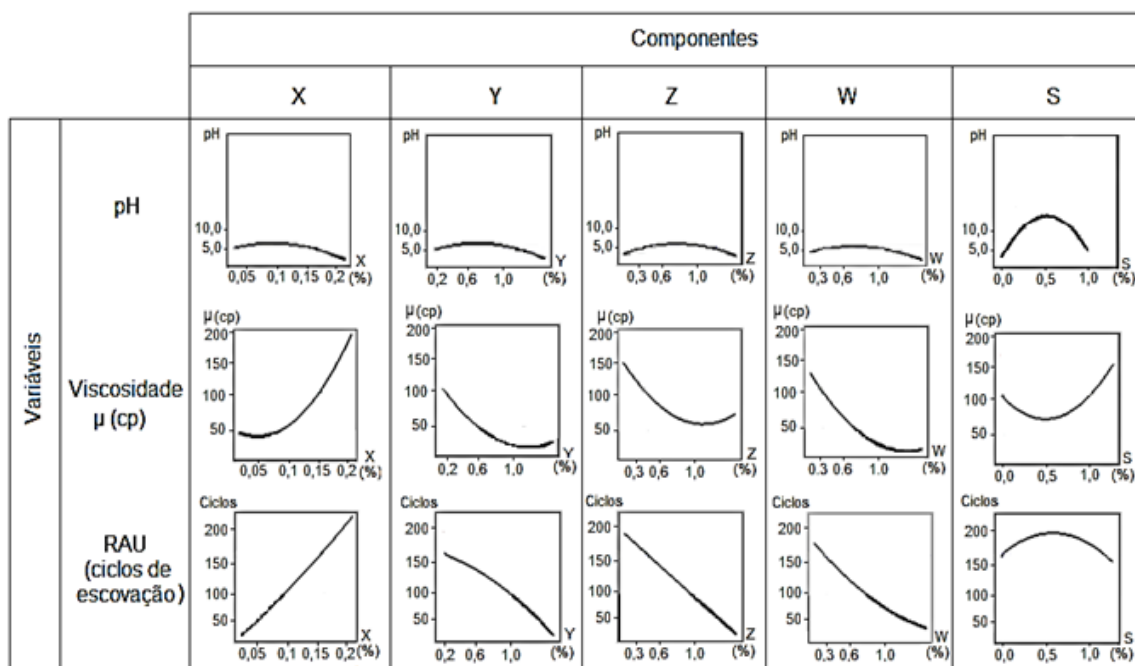 Componentes
X Y Z W S
Variáveis
pH
pH
10,0
5,0
X
0,05 0,1 0,15 0,2 (%)
pH
10,0
5,0
Y
0,2 0,6 1,0 (%)
pH
10,0
5,0
Z
0,3 0,6 1,0 (%)
pH
10,0
5,0
W
0,3 0,6 1,0 (%)
pH
10,0
5,0
S
0,0 0,5 1,0 (%)
Viscosidade
μ (cp)
μ (cp)
200
150
100
50
X
0,05 0,1 0,15 0,2 (%)
μ (cp)
200
150
100
50
Y
0,2 0,6 1,0 (%)
μ (cp)
200
150
100
50
Z
0,3 0,6 1,0 (%)
μ (cp)
200
150
100
50
W
0,3 0,6 1,0 (%)
μ (cp)
200
150
100
50
S
0,0 0,5 1,0 (%)
RAU
(ciclos de
escovação)
Ciclos
200
150
100
50
X
0,05 0,1 0,15 0,2 (%)
Ciclos
200
100
50
Y
0,2 0,6 1,0 (%)
Ciclos
200
150
100
50
Z
0,3 0,6 1,0 (%)
Ciclos
200
150
100
50
W
0,3 0,6 1,0 (%)
Ciclos
200
150
100
50
S
0,0 0,5 1,0 (%)